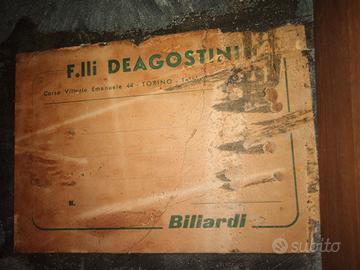 F.lli DEAGOSTINI
Corso Vittorio Emanuele 44 - TORINO -
N.
Biliardi
subito